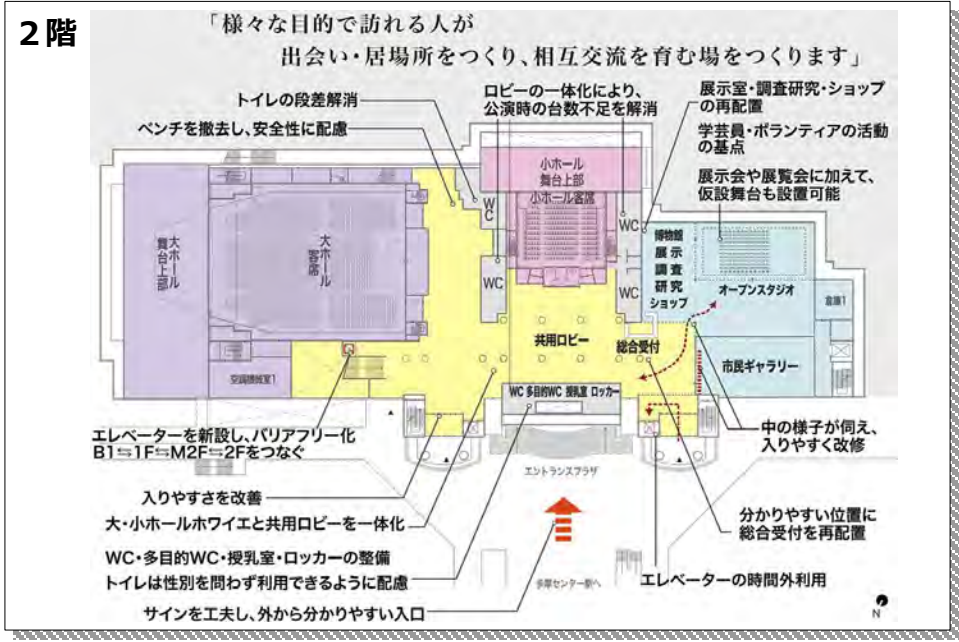 2階
「様々な目的で訪れる人が
出会い・居場所をつくり、相互交流を育む場をつくります」
トイレの段差解消
ベンチを撤去し、安全性に配慮
ロビーの一体化により、
公演時の台数不足を解消
展示室・調査研究・ショップ
の再配置
学芸員・ボランティアの活動
の基点
展示会や展覧会に加えて、
仮設舞台も設置可能
大ホール
舞台上部
大ホール
客席
小ホール
舞台上部
小ホール客席
WC
WC
WC
WC
博物館
展示
調査
研究
ショップ
オープンスタジオ
倉庫1
共用ロビー
総合受付
市民ギャラリー
空調機械室1
WC 多目的WC 授乳室 ロッカー
エレベーターを新設し、バリアフリー化
B1⇆1F⇆M2F⇆2Fをつなぐ
中の様子が伺え、
入りやすく改修
エントランスプラザ
入りやすさを改善
大・小ホールホワイエと共用ロビーを一体化
分かりやすい位置に
総合受付を再配置
WC・多目的WC・授乳室・ロッカーの整備
トイレは性別を問わず利用できるように配慮
エレベーターの時間外利用
多摩センター駅へ
サインを工夫し、外から分かりやすい入口
N